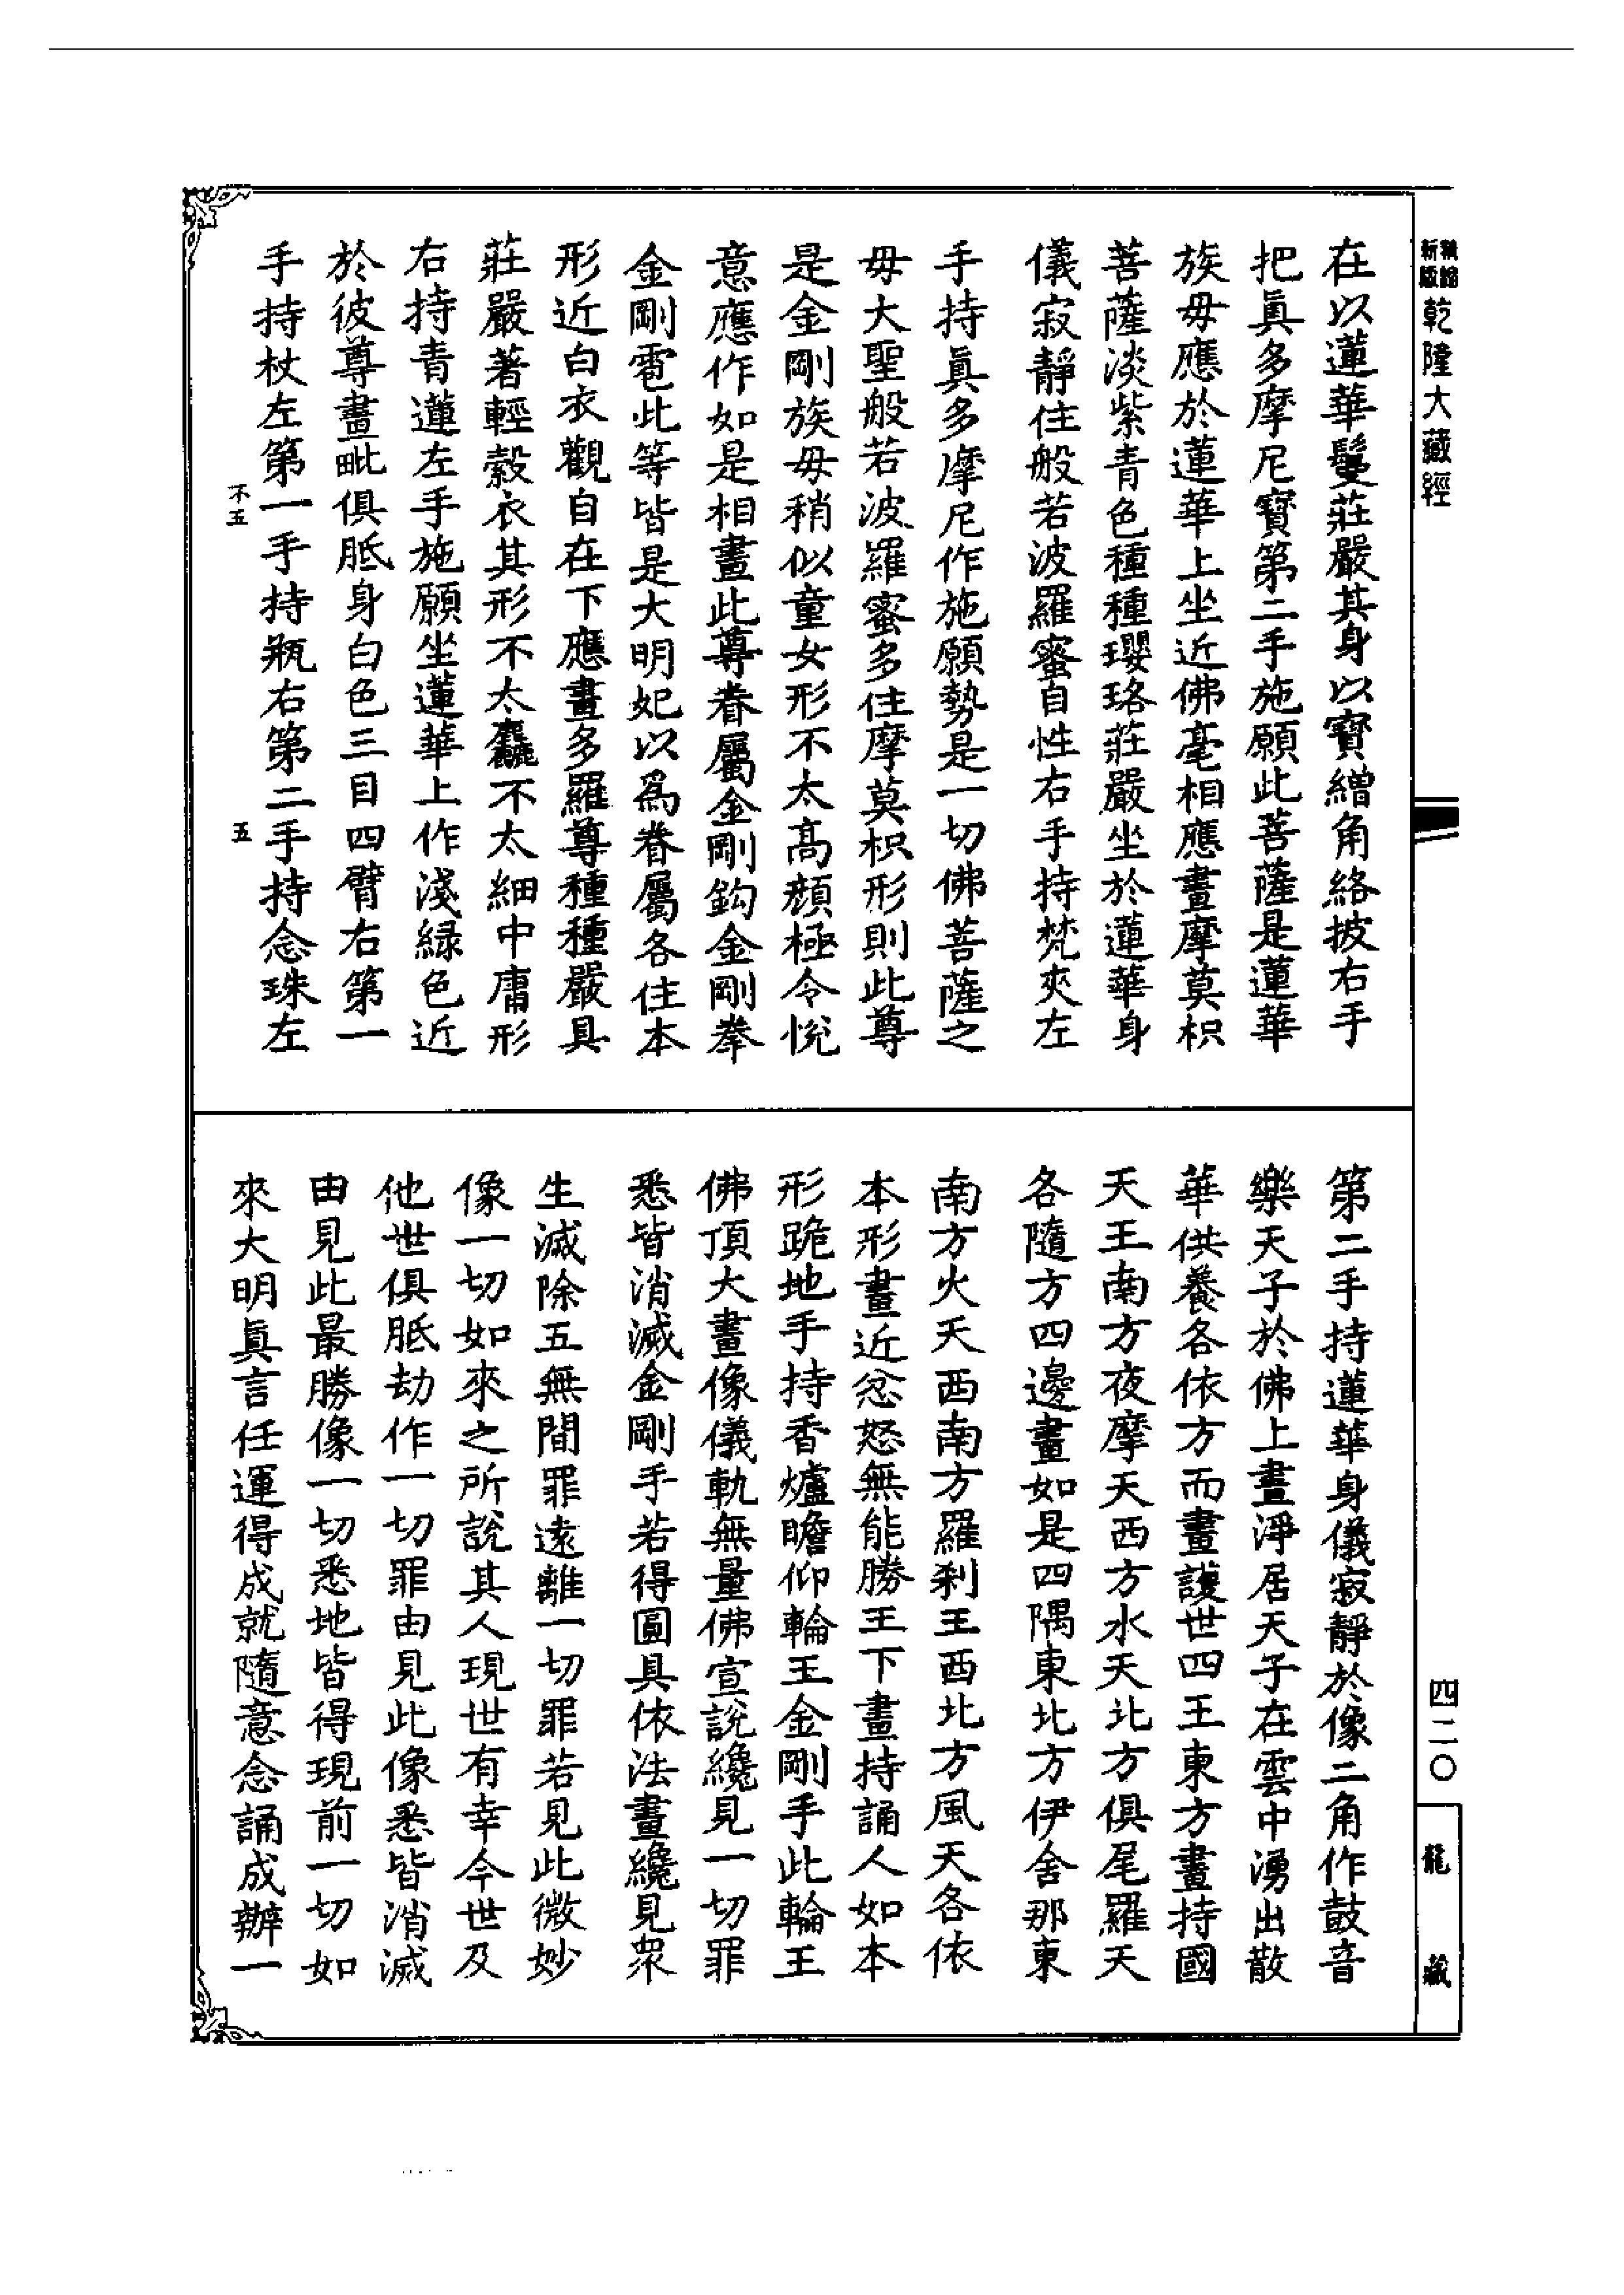 新版
精縮
乾隆大藏經
在以蓮華鬘莊嚴其身以寶繒角絡披右手
把眞多摩尼寶第二手施願此菩薩是蓮華
族毋應於蓮華上坐近佛毫相應畫摩莫枳
菩薩淡紫青色種種瓔珞莊嚴坐於蓮華身
儀寂靜住般若波羅蜜自性右手持梵夾左
手持眞多摩尼作施願勢是一切佛菩薩之
毋大聖般若波羅蜜多住摩莫枳形則此尊
是金剛族毋稍似童女形不太高顏極令悅
意應作如是相畫此尊眷屬金剛鈎金剛拳
金剛雹此等皆是大明妃以爲眷屬各住本
形近白衣觀自在下應畫多羅尊種種嚴具
莊嚴著輕縠衣其形不太麤不太細中庸形
右持青蓮左手施願坐蓮華上作淺緑色近
於彼尊畫毗俱胝身白色三目四臂右第一
手持杖左第一手持瓶右第二手持念珠左
不五
五
第二手持蓮華身儀寂靜於像二角作鼓音
樂天子於佛上畫淨居天子在雲中湧出散
華供養各依方而畫護世四王東方畫持國
天王南方夜摩天西方水天北方俱尾羅天
各隨方四邊畫如是四隅東北方伊舍那東
南方火天西南方羅剎王西北方風天各依
本形畫近忿怒無能勝王下畫持誦人如本
形跪地手持香爐瞻仰輪王金剛手此輪王
佛頂大畫像儀軌無量佛宣說纔見一切罪
悉皆消滅金剛手若得圓具依法畫纔見眾
生滅除五無間罪遠離一切罪若見此微妙
像一切如來之所說其人現世有幸今世及
他世俱胝劫作一切罪由見此像悉皆消滅
由見此最勝像一切悉地皆得現前一切如
來大明眞言任運得成就隨意念誦成辦一
四二〇
龍藏